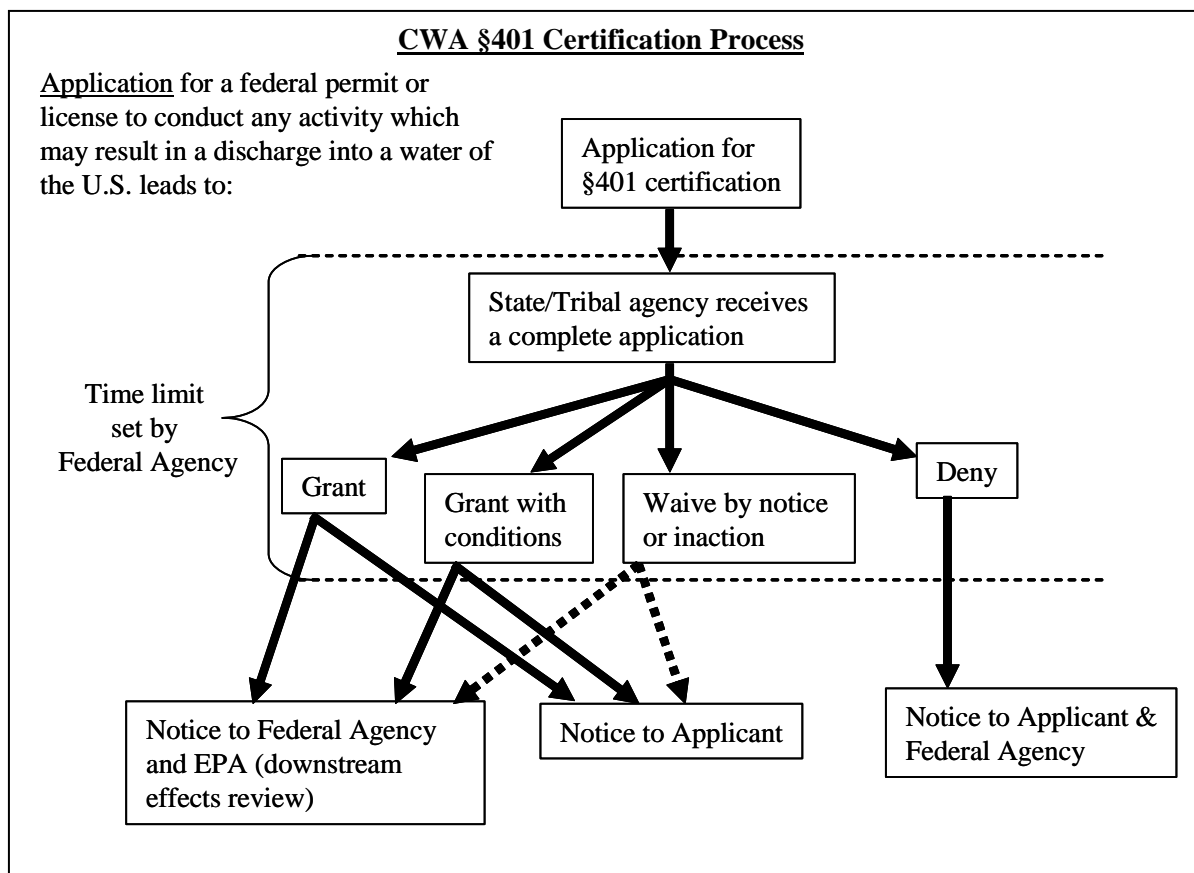 CWA §401 Certification Process
Application for a federal permit or
license to conduct any activity which
may result in a discharge into a water of
the U.S. leads to:
Application for
§401 certification
State/Tribal agency receives
a complete application
Time limit
set by
Federal Agency
Grant
Grant with
conditions
Waive by notice
or inaction
Deny
Notice to Federal Agency
and EPA (downstream
effects review)
Notice to Applicant
Notice to Applicant &
Federal Agency